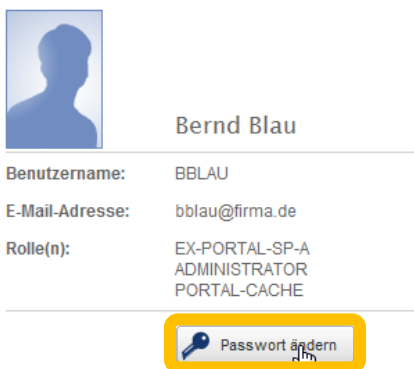 Bernd Blau
Benutzername: BBLAU
E-Mail-Adresse: bblau@firma.de
Rolle(n): EX-PORTAL-SP-A
ADMINISTRATOR
PORTAL-CACHE
Passwort ändern